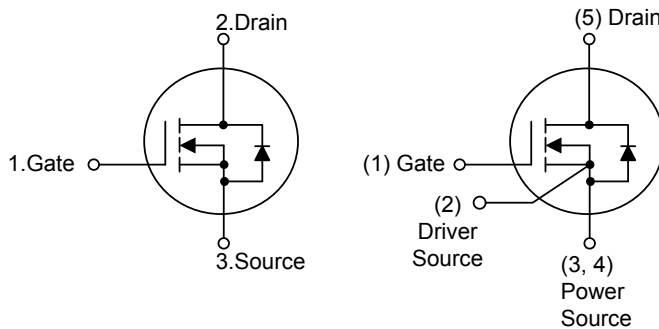 2.Drain
1.Gate
3.Source
(5) Drain
(1) Gate
(2)
Driver
Source
(3, 4)
Power
Source